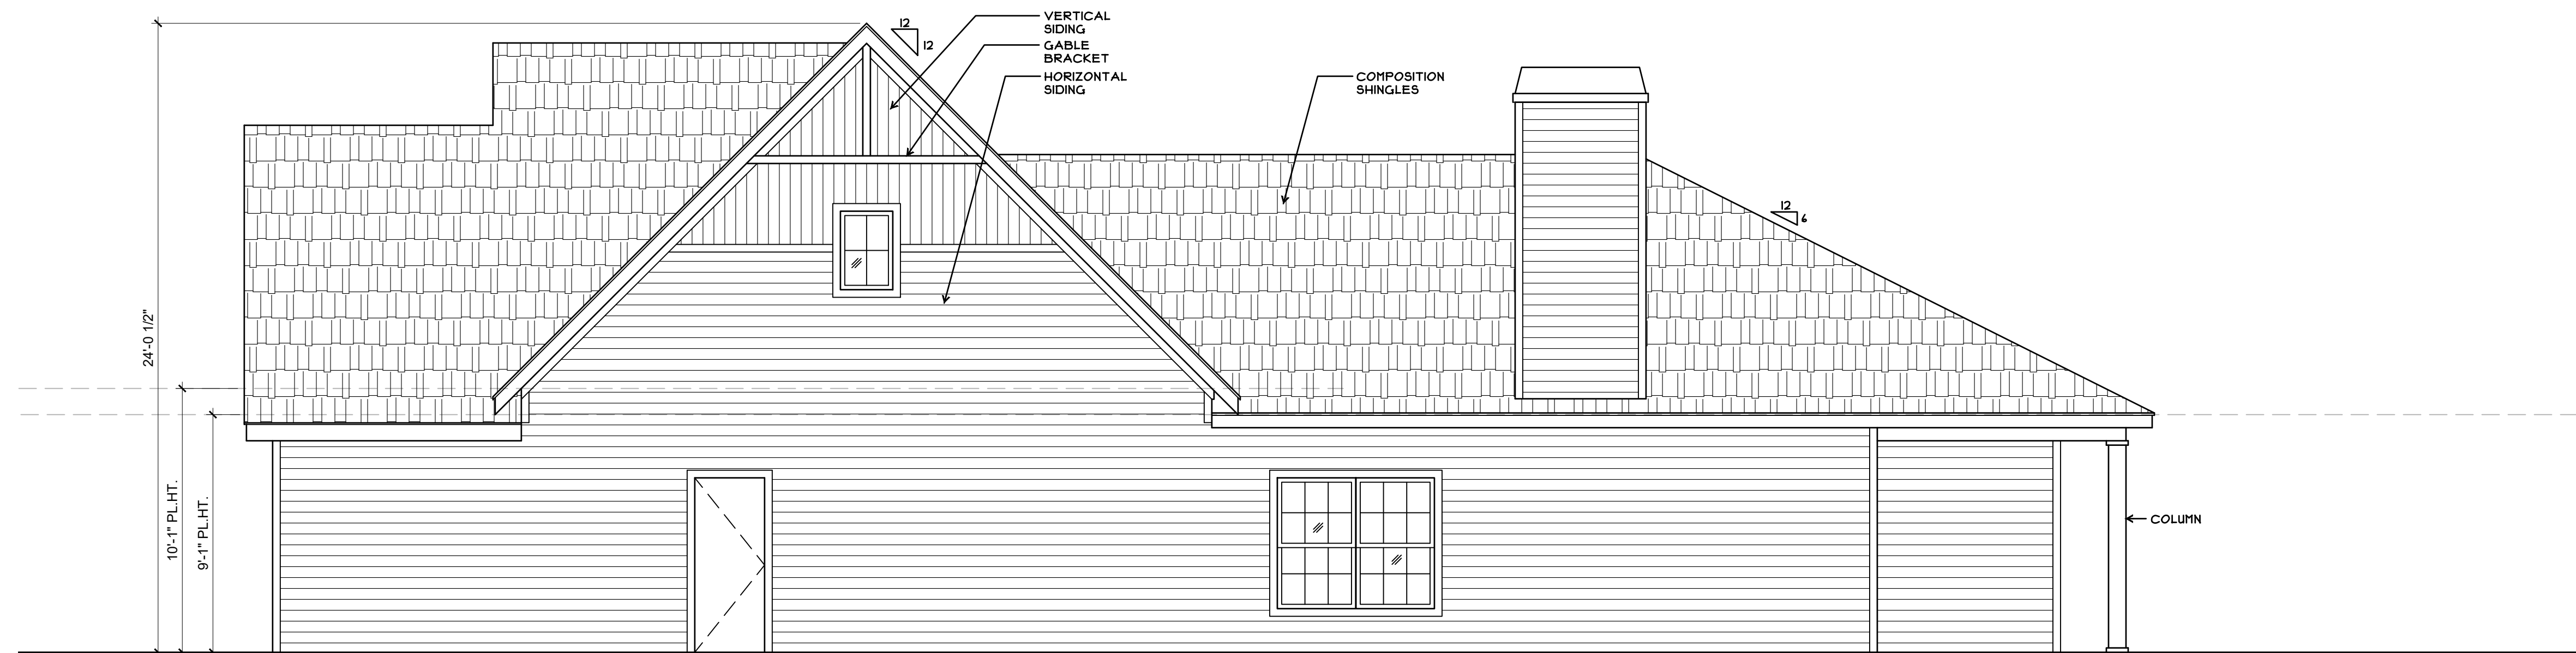 VERTICAL
SIDING
12
12
GABLE
BRACKET
HORIZONTAL
SIDING
COMPOSITION
SHINGLES
12
6
24'-0 1/2"
10'-1" PL.HT.
9'-1" PL.HT.
COLUMN